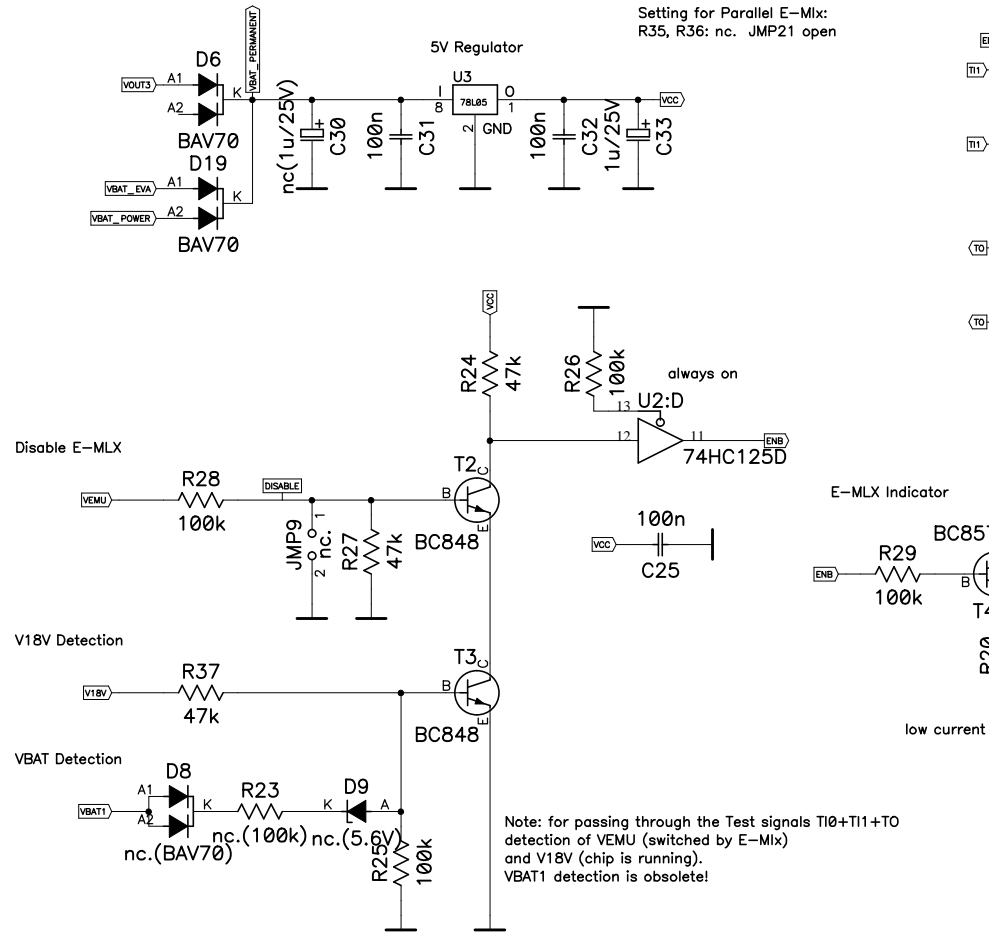 Setting for Parallel E-MIx:
R35, R36: nc. JMP21 open
5V Regulator
VBAT_PERMANENT
D6
VOUT3
A1
A2
K
BAV70
D19
VBAT_EVA
A1
VBAT_POWER
A2
K
BAV70
nc(1u/25V)
+
C30
100n
C31
U3
I
8
78L05
O
1
2
GND
100n
C32
1u/25V
+
C33
VCC
TI1
TI1
TO
TO
VCC
R24
47k
R26
100k
always on
13
U2:D
12
11
ENB
74HC125D
Disable E-MLX
VEMU
R28
100k
DISABLE
JMP9
1
nc.
2
R27
47k
B
T2
C
E
BC848
100n
VCC
C25
E-MLX Indicator
ENB
R29
100k
B
V18V Detection
V18V
R37
47k
B
T3
C
E
BC848
low current
VBAT Detection
VBAT1
D8
A1
A2
K
nc.(BAV70)
R23
nc.(100k)
K
D9
A
nc.(5.6V)
R25
100k
Note: for passing through the Test signals TI0+TI1+TO
detection of VEMU (switched by E-MIx)
and V18V (chip is running).
VBAT1 detection is obsolete!